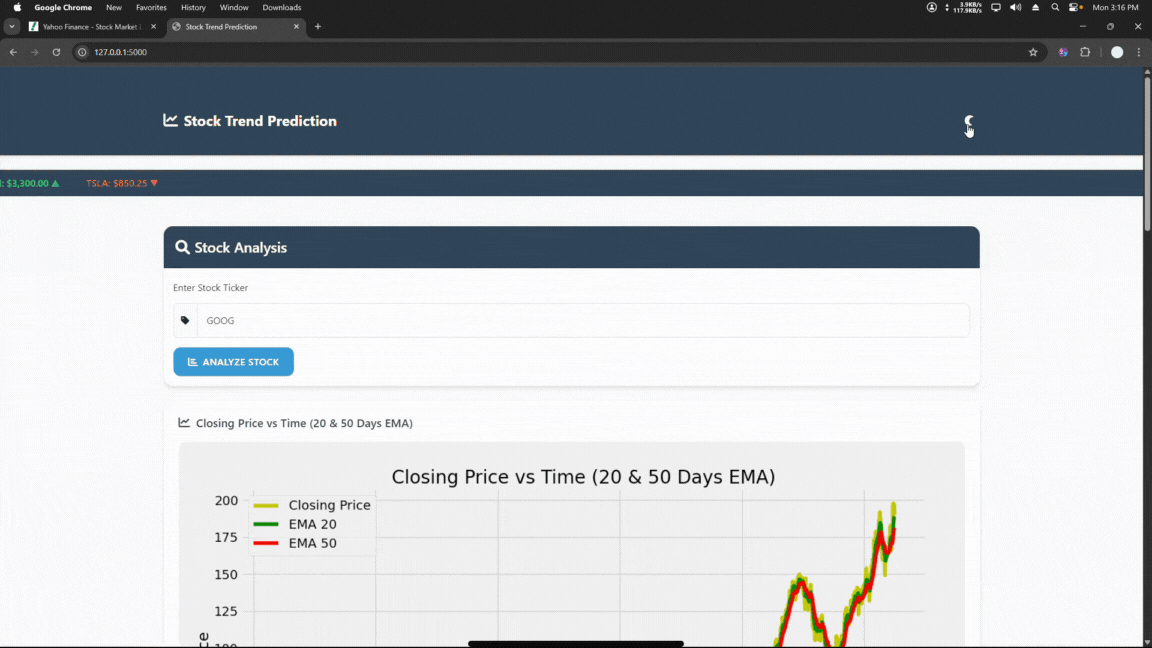 Google Chrome New Favorites History Window Downloads 3.9KB/s 117.9KB/s Mon 3:16 PM
Yahoo Finance - Stock Market Stock Trend Prediction
127.0.0.1:5000
Stock Trend Prediction
: $3,300.00 ▲ TSLA: $850.25 ▼
Stock Analysis
Enter Stock Ticker
GOOG
ANALYZE STOCK
Closing Price vs Time (20 & 50 Days EMA)
Closing Price vs Time (20 & 50 Days EMA)
200
Closing Price
EMA 20
175
EMA 50
150
125